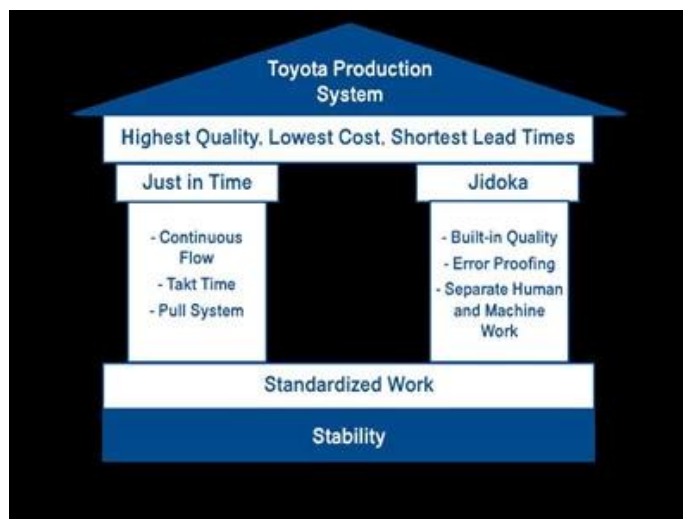 Toyota Production
System
Highest Quality, Lowest Cost, Shortest Lead Times
Just in Time
- Continuous
Flow
- Takt Time
- Pull System
Jidoka
- Built-in Quality
- Error Proofing
- Separate Human
and Machine
Work
Standardized Work
Stability